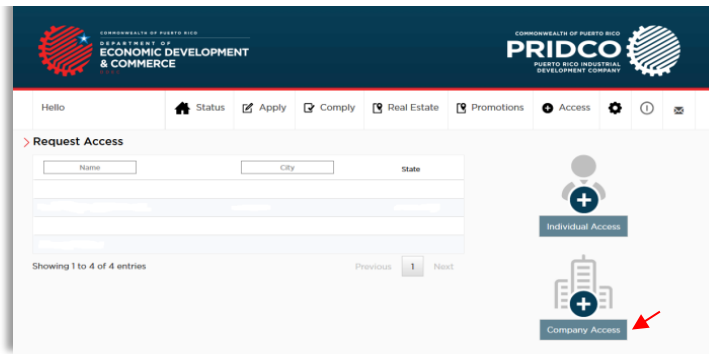 COMMONWEALTH OF PUERTO RICO
DEPARTMENT OF
ECONOMIC DEVELOPMENT
& COMMERCE
COMMONWEALTH OF PUERTO RICO
PRIDCO
PUERTO RICO INDUSTRIAL
DEVELOPMENT COMPANY
Hello Status Apply Comply Real Estate Promotions Access
Request Access
Name City State
Individual Access
Showing 1 to 4 of 4 entries Previous 1 Next
Company Access